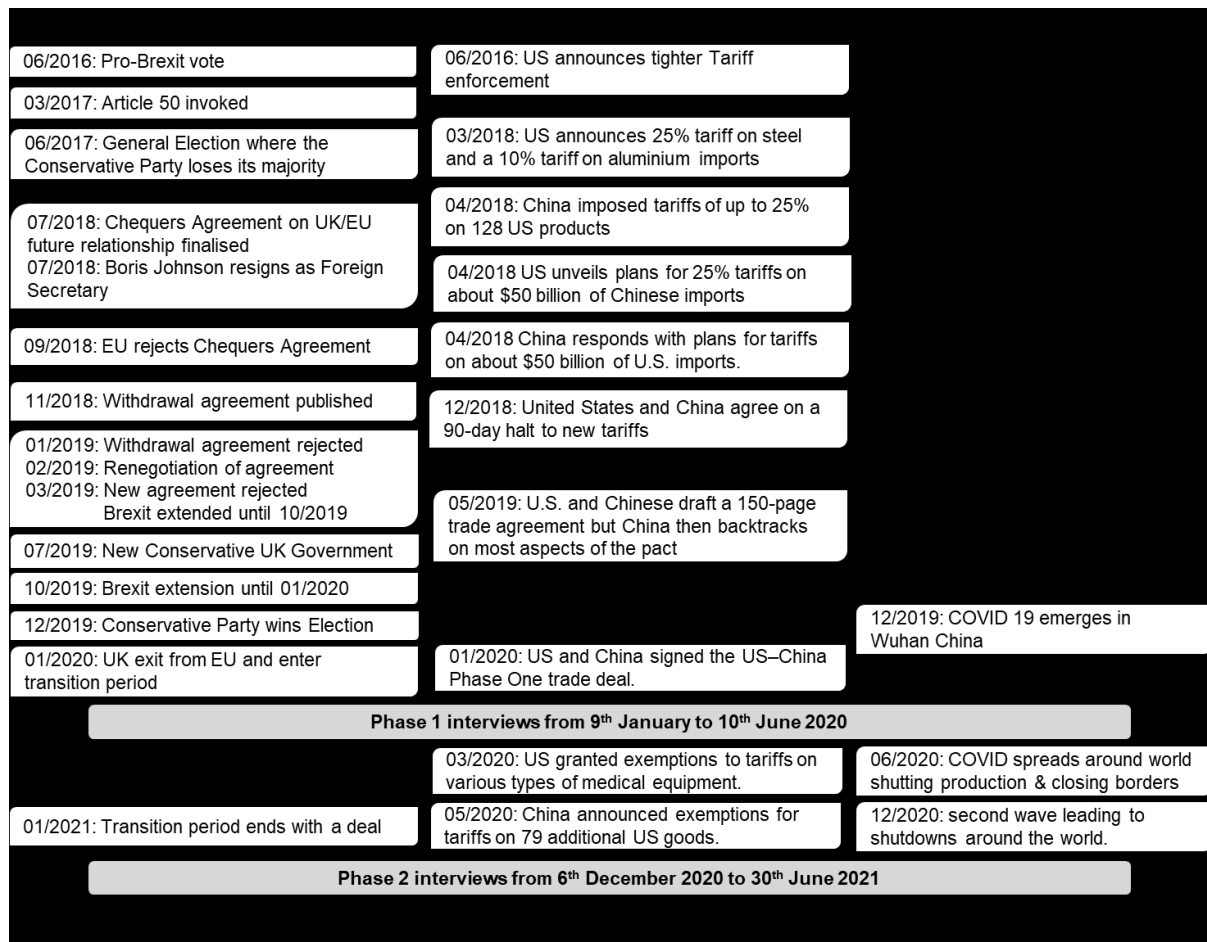 06/2016: Pro-Brexit vote
03/2017: Article 50 invoked
06/2017: General Election where the
Conservative Party loses its majority
07/2018: Chequers Agreement on UK/EU
future relationship finalised
07/2018: Boris Johnson resigns as Foreign
Secretary
09/2018: EU rejects Chequers Agreement
11/2018: Withdrawal agreement published
01/2019: Withdrawal agreement rejected
02/2019: Renegotiation of agreement
03/2019: New agreement rejected
Brexit extended until 10/2019
07/2019: New Conservative UK Government
10/2019: Brexit extension until 01/2020
12/2019: Conservative Party wins Election
01/2020: UK exit from EU and enter
transition period
06/2016: US announces tighter Tariff
enforcement
03/2018: US announces 25% tariff on steel
and a 10% tariff on aluminium imports
04/2018: China imposed tariffs of up to 25%
on 128 US products
04/2018 US unveils plans for 25% tariffs on
about $50 billion of Chinese imports
04/2018 China responds with plans for tariffs
on about $50 billion of U.S. imports.
12/2018: United States and China agree on a
90-day halt to new tariffs
05/2019: U.S. and Chinese draft a 150-page
trade agreement but China then backtracks
on most aspects of the pact
01/2020: US and China signed the US–China
Phase One trade deal.
12/2019: COVID 19 emerges in
Wuhan China
Phase 1 interviews from 9th January to 10th June 2020
01/2021: Transition period ends with a deal
03/2020: US granted exemptions to tariffs on
various types of medical equipment.
05/2020: China announced exemptions for
tariffs on 79 additional US goods.
06/2020: COVID spreads around world
shutting production & closing borders
12/2020: second wave leading to
shutdowns around the world.
Phase 2 interviews from 6th December 2020 to 30th June 2021